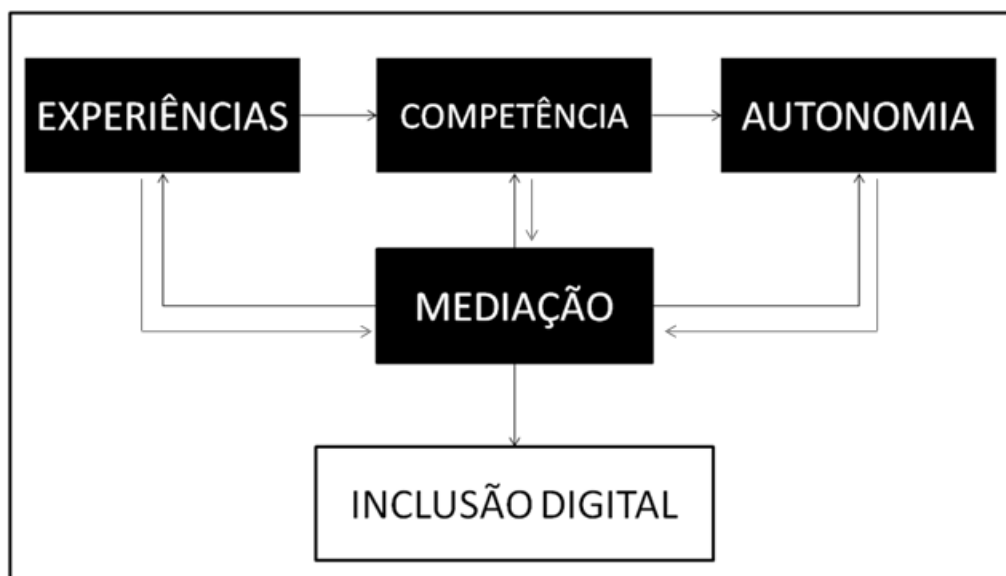 EXPERIÊNCIAS
COMPETÊNCIA
AUTONOMIA
MEDIAÇÃO
INCLUSÃO DIGITAL